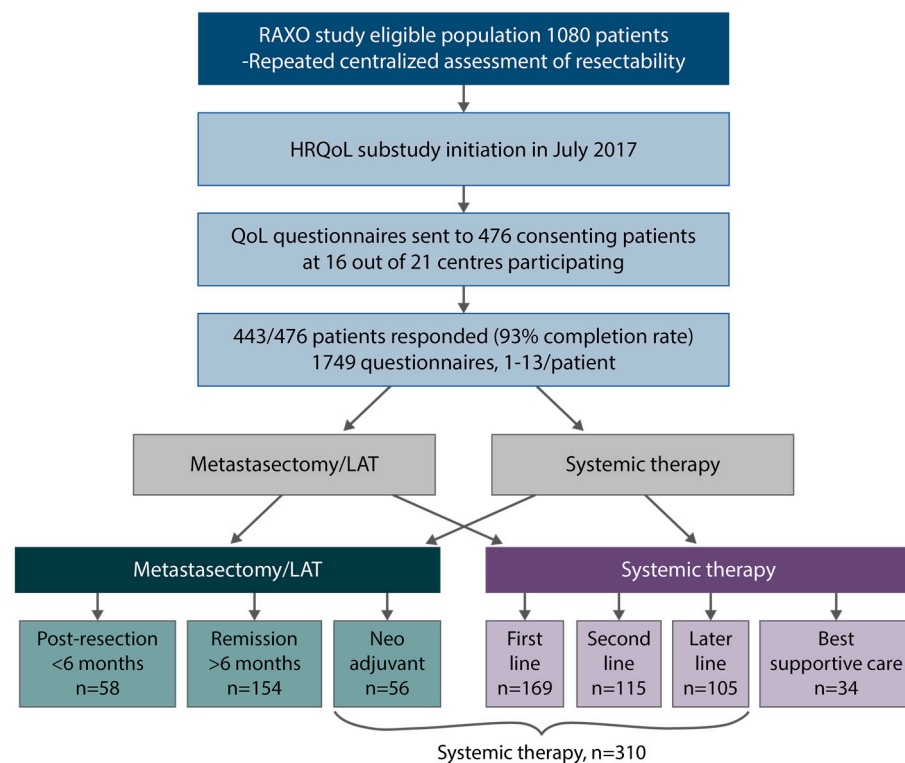 RAXO study eligible population 1080 patients
-Repeated centralized assessment of resectability
HRQoL substudy initiation in July 2017
QoL questionnaires sent to 476 consenting patients
at 16 out of 21 centres participating
443/476 patients responded (93% completion rate)
1749 questionnaires, 1-13/patient
Metastasectomy/LAT
Systemic therapy
Metastasectomy/LAT
Systemic therapy
Post-resection
<6 months
n=58
Remission
>6 months
n=154
Neo
adjuvant
n=56
First
line
n=169
Second
line
n=115
Later
line
n=105
Best
supportive care
n=34
Systemic therapy, n=310